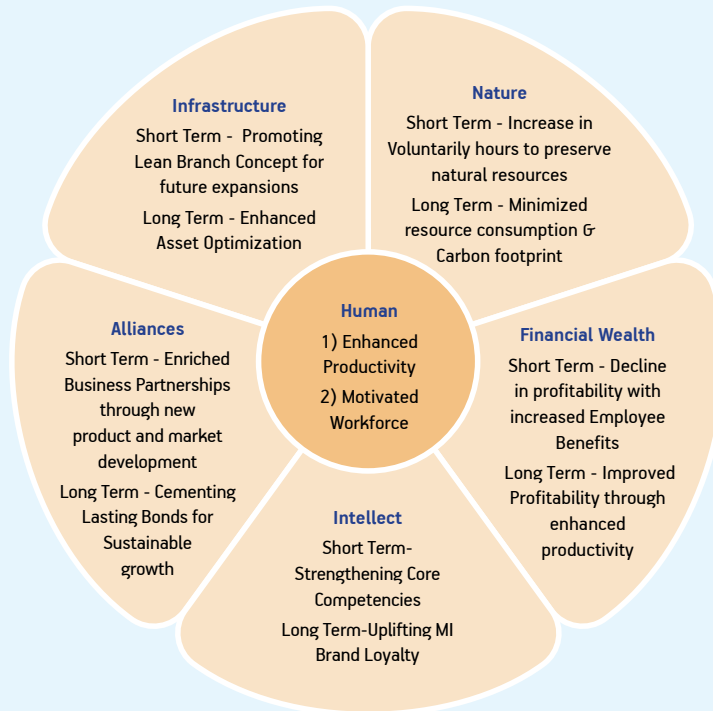 Infrastructure
Short Term -  Promoting
Lean Branch Concept for
future expansions
Long Term - Enhanced
Asset Optimization
Nature
Short Term - Increase in
Voluntarily hours to preserve
natural resources
Long Term - Minimized
resource consumption &
Carbon footprint
Alliances
Short Term - Enriched
Business Partnerships
through new
product and market
development
Long Term - Cementing
Lasting Bonds for
Sustainable
growth
Human
1) Enhanced
Productivity
2) Motivated
Workforce
Financial Wealth
Short Term - Decline
in profitability with
increased Employee
Benefits
Long Term - Improved
Profitability through
enhanced
productivity
Intellect
Short Term-
Strengthening Core
Competencies
Long Term-Uplifting MI
Brand Loyalty